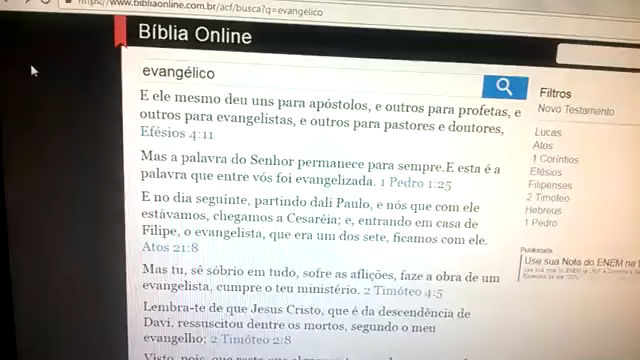 https://www.bibliaonline.com.br/acf/busca?q=evangélico
Bíblia Online
evangélico
E ele mesmo deu uns para apóstolos, e outros para profetas, e
outros para evangelistas, e outros para pastores e doutores,
Efésios 4:11
Mas a palavra do Senhor permanece para sempre.E esta é a
palavra que entre vós foi evangelizada. 1 Pedro 1:25
E no dia seguinte, partindo dali Paulo, e nós que com ele
estávamos, chegamos a Cesaréia; e, entrando em casa de
Filipe, o evangelista, que era um dos sete, ficamos com ele.
Atos 21:8
Mas tu, sê sóbrio em tudo, sofre as aflições, faze a obra de um
evangelista, cumpre o teu ministério. 2 Timóteo 4:5
Lembra-te de que Jesus Cristo, que é da descendência de
Davi, ressuscitou dentre os mortos, segundo o meu
evangelho; 2 Timóteo 2:8
Visto, pois, que resta que
Filtros
Novo Testamento
Lucas
Atos
1 Coríntios
Efésios
Filipenses
2 Timóteo
Hebreus
1 Pedro
Publicidade
Use sua Nota do ENEM na